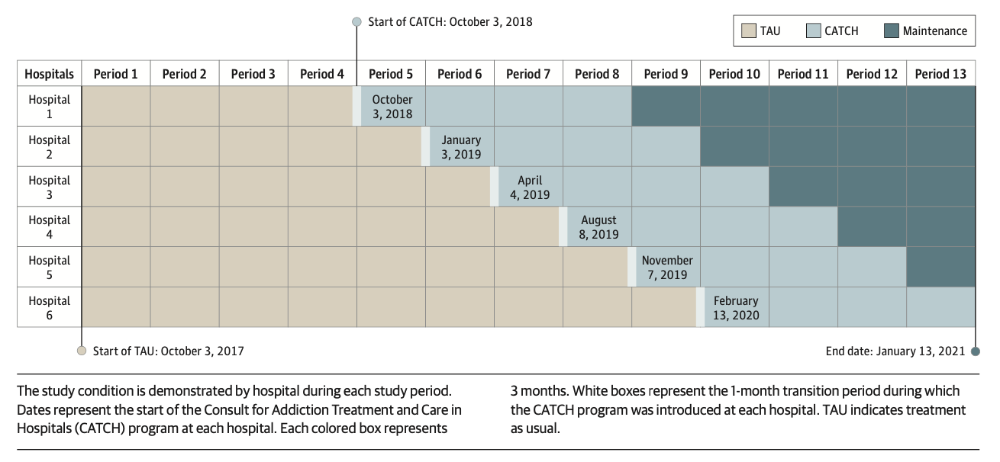 Start of CATCH: October 3, 2018
TAU CATCH Maintenance
Hospitals Period 1 Period 2 Period 3 Period 4 Period 5 Period 6 Period 7 Period 8 Period 9 Period 10 Period 11 Period 12 Period 13
Hospital
1
October
3, 2018
Hospital
2
January
3, 2019
Hospital
3
April
4, 2019
Hospital
4
August
8, 2019
Hospital
5
November
7, 2019
Hospital
6
February
13, 2020
Start of TAU: October 3, 2017
End date: January 13, 2021
The study condition is demonstrated by hospital during each study period.
Dates represent the start of the Consult for Addiction Treatment and Care in
Hospitals (CATCH) program at each hospital. Each colored box represents
3 months. White boxes represent the 1-month transition period during which
the CATCH program was introduced at each hospital. TAU indicates treatment
as usual.